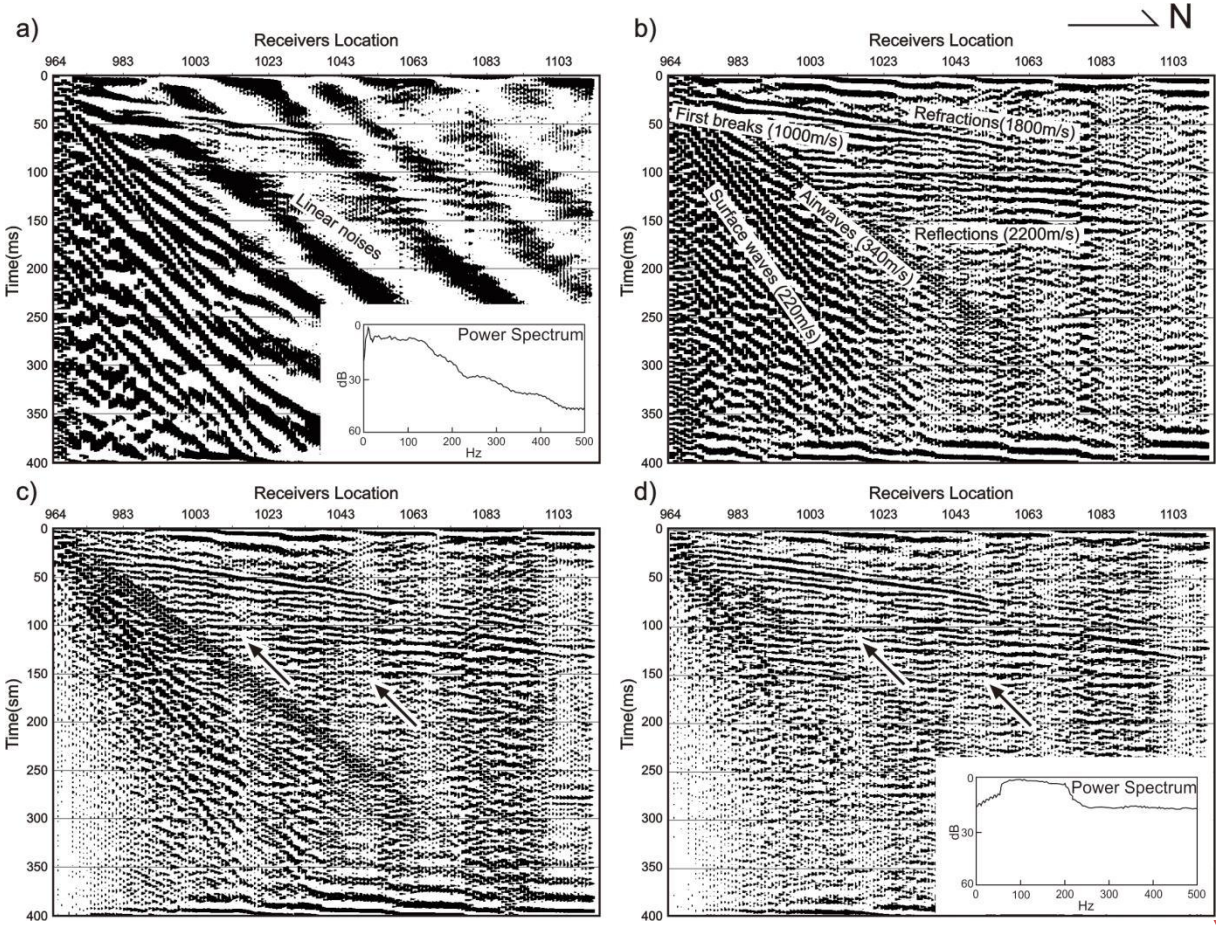 a)
Receivers Location
964 983 1003 1023 1043 1063 1083 1103
Time(ms)
0
50
100
150
200
250
300
350
400
Linear noises
Power Spectrum
dB
0
30
60
0 100 200 300 400 500
Hz
b)
N
Receivers Location
964 983 1003 1023 1043 1063 1083 1103
Time(ms)
0
50
100
150
200
250
300
350
400
First breaks (1000m/s)
Refractions(1800m/s)
Airwaves (340m/s)
Surface waves (220m/s)
Reflections (2200m/s)
c)
Receivers Location
964 983 1003 1023 1043 1063 1083 1103
Time(sm)
0
50
100
150
200
250
300
350
400
d)
Receivers Location
964 983 1003 1023 1043 1063 1083 1103
Time(ms)
0
50
100
150
200
250
300
350
400
Power Spectrum
dB
0
30
60
0 100 200 300 400 500
Hz